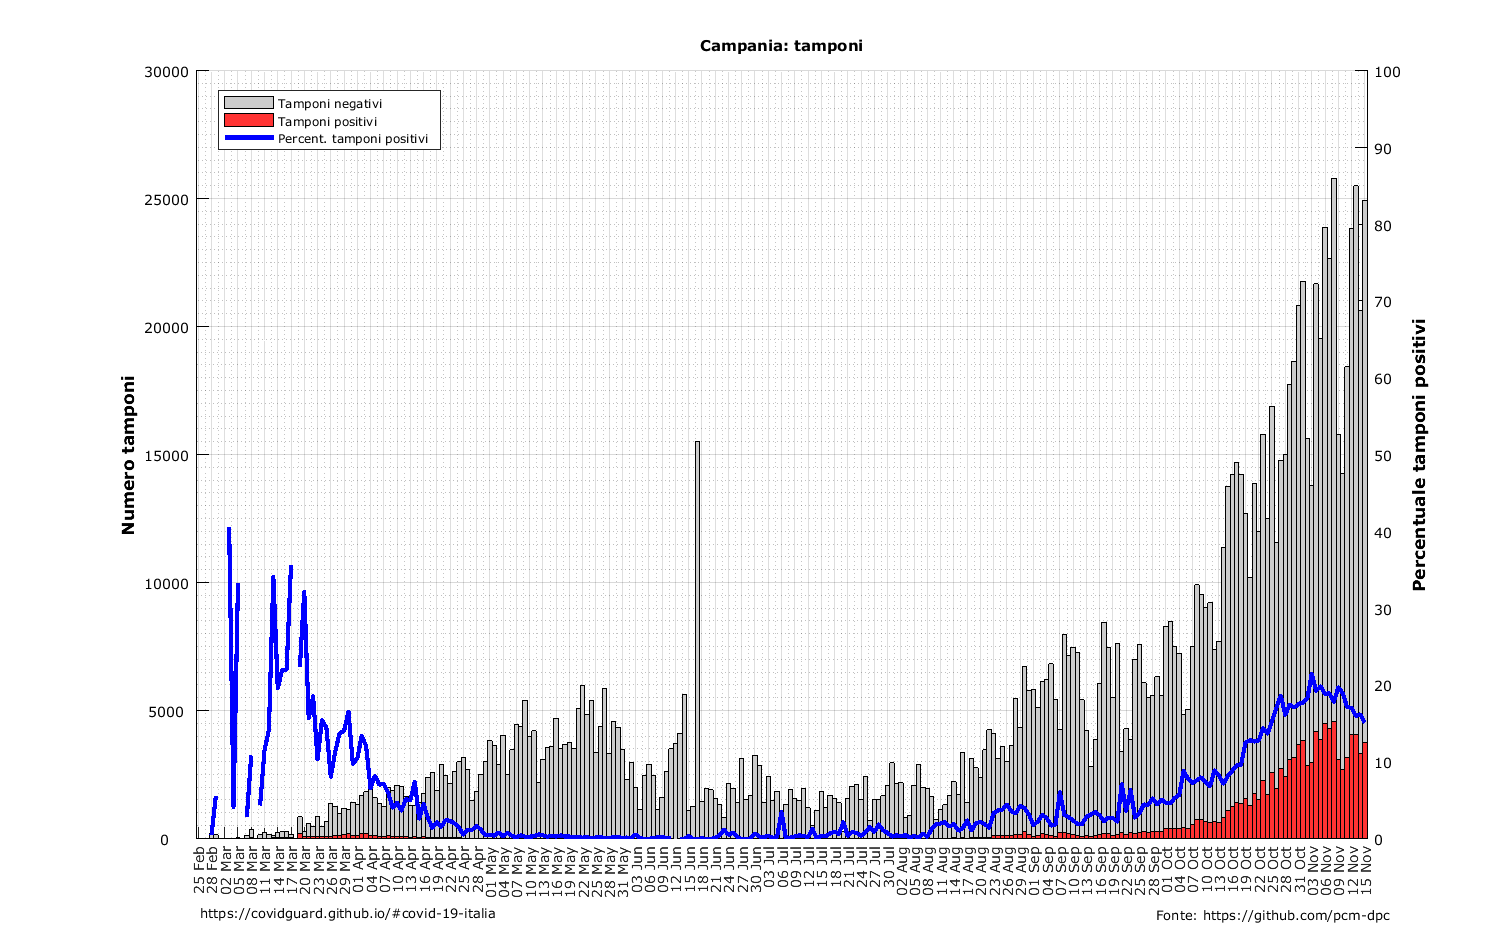 Campania: tamponi
Tamponi negativi
Tamponi positivi
Percent. tamponi positivi
Numero tamponi
30000
25000
20000
15000
10000
5000
0
Percentuale tamponi positivi
100
90
80
70
60
50
40
30
20
10
0
25 Feb
28 Feb
02 Mar
05 Mar
08 Mar
11 Mar
14 Mar
17 Mar
20 Mar
23 Mar
26 Mar
29 Mar
01 Apr
04 Apr
07 Apr
10 Apr
13 Apr
16 Apr
19 Apr
22 Apr
25 Apr
28 Apr
01 May
04 May
07 May
10 May
13 May
16 May
19 May
22 May
25 May
28 May
31 May
03 Jun
06 Jun
09 Jun
12 Jun
15 Jun
18 Jun
21 Jun
24 Jun
27 Jun
30 Jun
03 Jul
06 Jul
09 Jul
12 Jul
15 Jul
18 Jul
21 Jul
24 Jul
27 Jul
30 Jul
02 Aug
05 Aug
08 Aug
11 Aug
14 Aug
17 Aug
20 Aug
23 Aug
26 Aug
29 Aug
01 Sep
04 Sep
07 Sep
10 Sep
13 Sep
16 Sep
19 Sep
22 Sep
25 Sep
28 Sep
01 Oct
04 Oct
07 Oct
10 Oct
13 Oct
16 Oct
19 Oct
22 Oct
25 Oct
28 Oct
31 Oct
03 Nov
06 Nov
09 Nov
12 Nov
15 Nov
https://covidguard.github.io/#covid-19-italia
Fonte: https://github.com/pcm-dpc